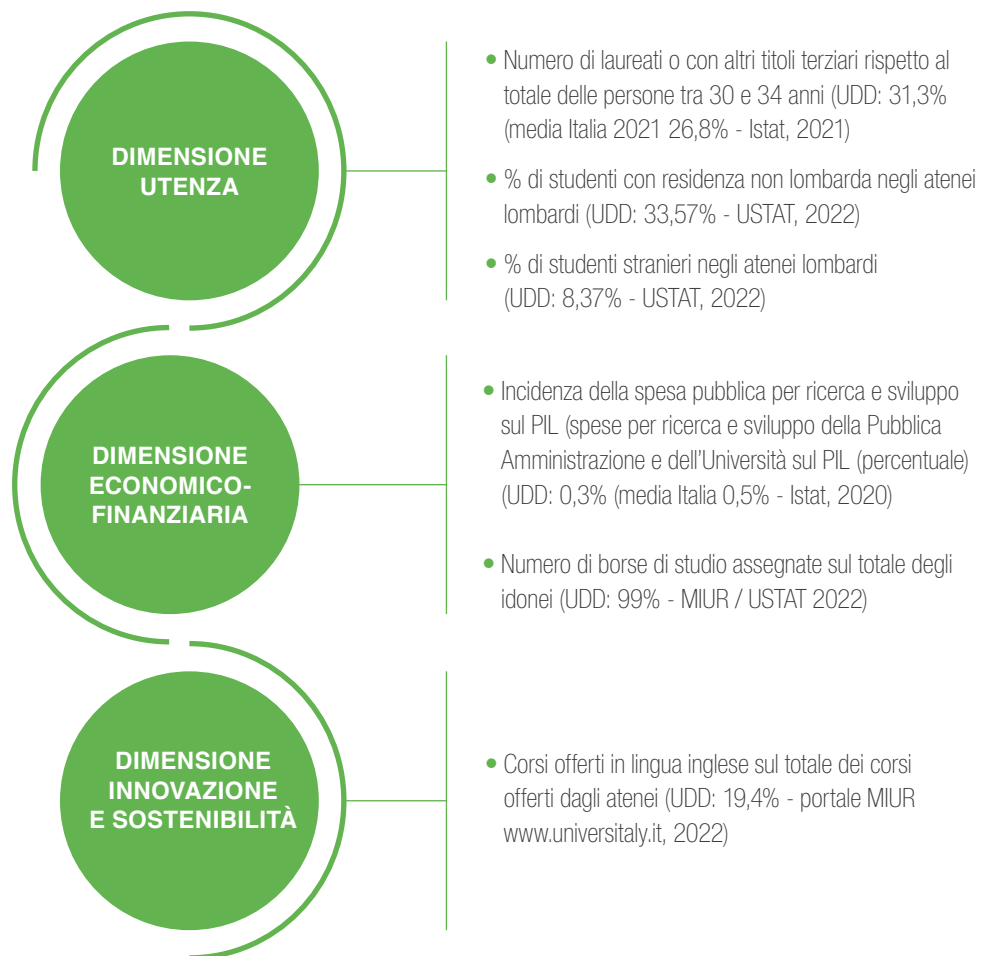 DIMENSIONE
UTENZA
• Numero di laureati o con altri titoli terziari rispetto al
totale delle persone tra 30 e 34 anni (UDD: 31,3%
(media Italia 2021 26,8% - Istat, 2021)
• % di studenti con residenza non lombarda negli atenei
lombardi (UDD: 33,57% - USTAT, 2022)
• % di studenti stranieri negli atenei lombardi
(UDD: 8,37% - USTAT, 2022)
DIMENSIONE
ECONOMICO-
FINANZIARIA
• Incidenza della spesa pubblica per ricerca e sviluppo
sul PIL (spese per ricerca e sviluppo della Pubblica
Amministrazione e dell’Università sul PIL (percentuale)
(UDD: 0,3% (media Italia 0,5% - Istat, 2020)
• Numero di borse di studio assegnate sul totale degli
idonei (UDD: 99% - MIUR / USTAT 2022)
DIMENSIONE
INNOVAZIONE
E SOSTENIBILITÀ
• Corsi offerti in lingua inglese sul totale dei corsi
offerti dagli atenei (UDD: 19,4% - portale MIUR
www.universitaly.it, 2022)